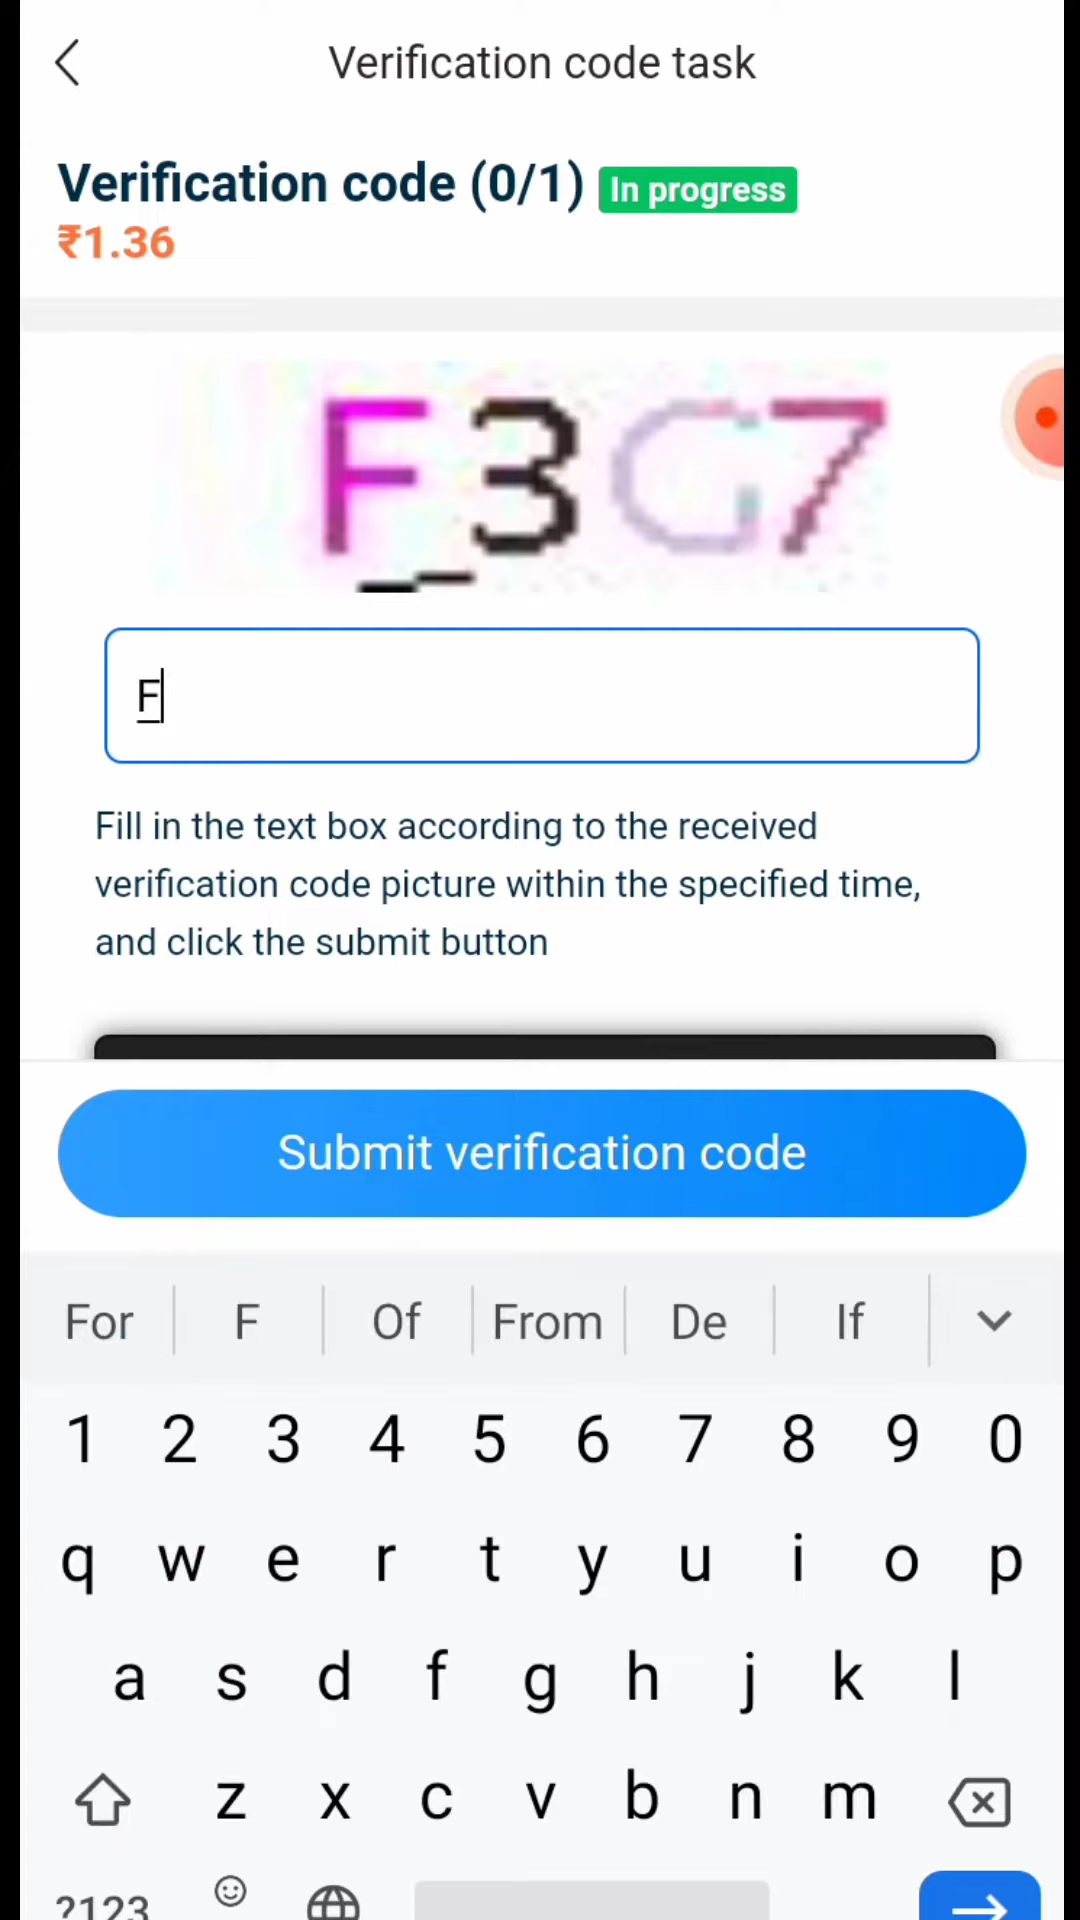 Verification code task
Verification code (0/1) In progress
₹1.36
F3G7
F
Fill in the text box according to the received
verification code picture within the specified time,
and click the submit button
Submit verification code
For F Of From De If
1 2 3 4 5 6 7 8 9 0
q w e r t y u i o p
a s d f g h j k l
z x c v b n m
?123